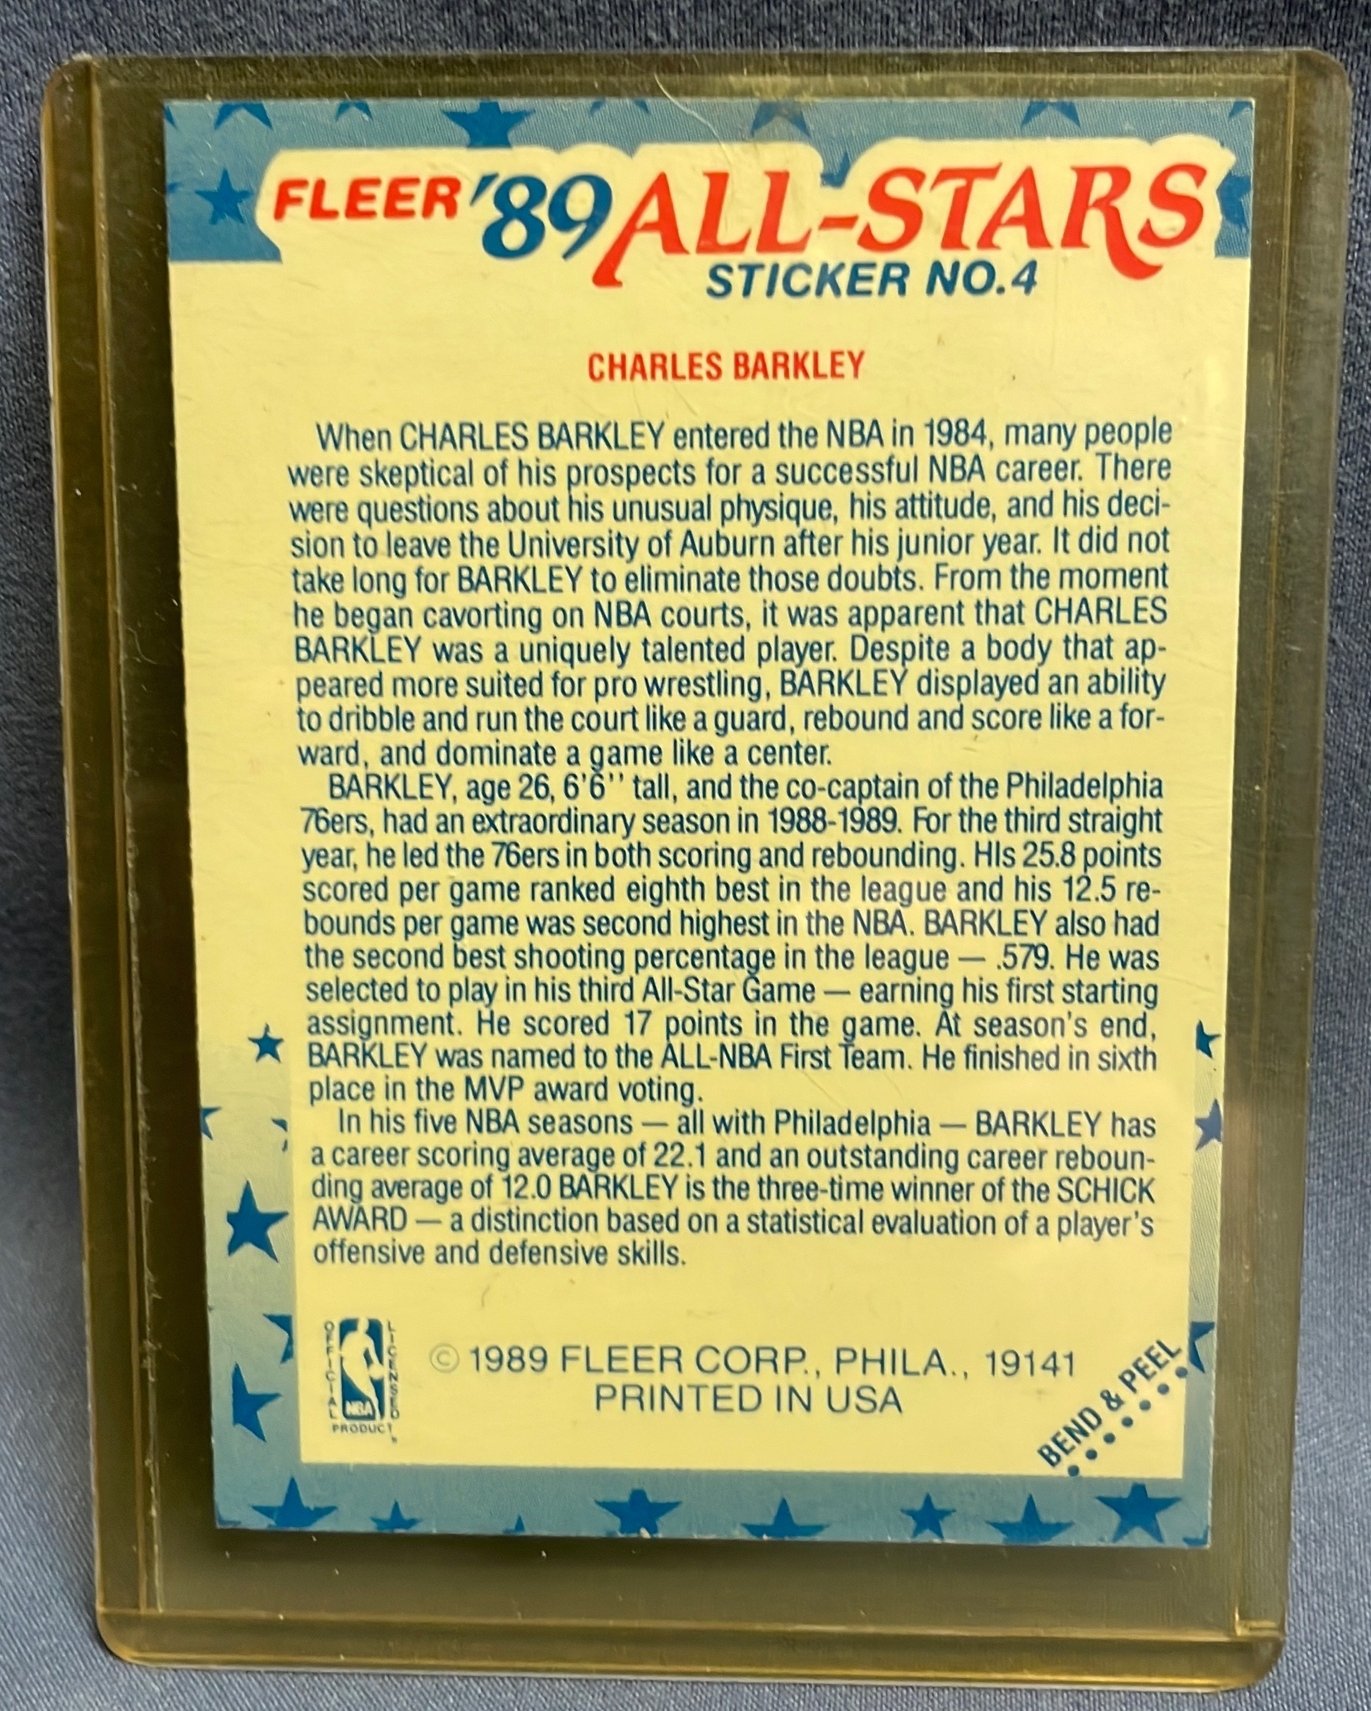 FLEER '89 ALL-STARS
STICKER NO.4
CHARLES BARKLEY
When CHARLES BARKLEY entered the NBA in 1984, many people
were skeptical of his prospects for a successful NBA career. There
were questions about his unusual physique, his attitude, and his deci-
sion to leave the University of Auburn after his junior year. It did not
take long for BARKLEY to eliminate those doubts. From the moment
he began cavorting on NBA courts, it was apparent that CHARLES
BARKLEY was a uniquely talented player. Despite a body that ap-
peared more suited for pro wrestling, BARKLEY displayed an ability
to dribble and run the court like a guard, rebound and score like a for-
ward, and dominate a game like a center.
BARKLEY, age 26, 6'6'' tall, and the co-captain of the Philadelphia
76ers, had an extraordinary season in 1988-1989. For the third straight
year, he led the 76ers in both scoring and rebounding. HIs 25.8 points
scored per game ranked eighth best in the league and his 12.5 re-
bounds per game was second highest in the NBA. BARKLEY also had
the second best shooting percentage in the league — .579. He was
selected to play in his third All-Star Game — earning his first starting
assignment. He scored 17 points in the game. At season's end,
BARKLEY was named to the ALL-NBA First Team. He finished in sixth
place in the MVP award voting.
In his five NBA seasons — all with Philadelphia — BARKLEY has
a career scoring average of 22.1 and an outstanding career reboun-
ding average of 12.0 BARKLEY is the three-time winner of the SCHICK
AWARD — a distinction based on a statistical evaluation of a player's
offensive and defensive skills.
OFFICIAL
LICENSED
NBA
PRODUCT
© 1989 FLEER CORP., PHILA., 19141
PRINTED IN USA
BEND & PEEL